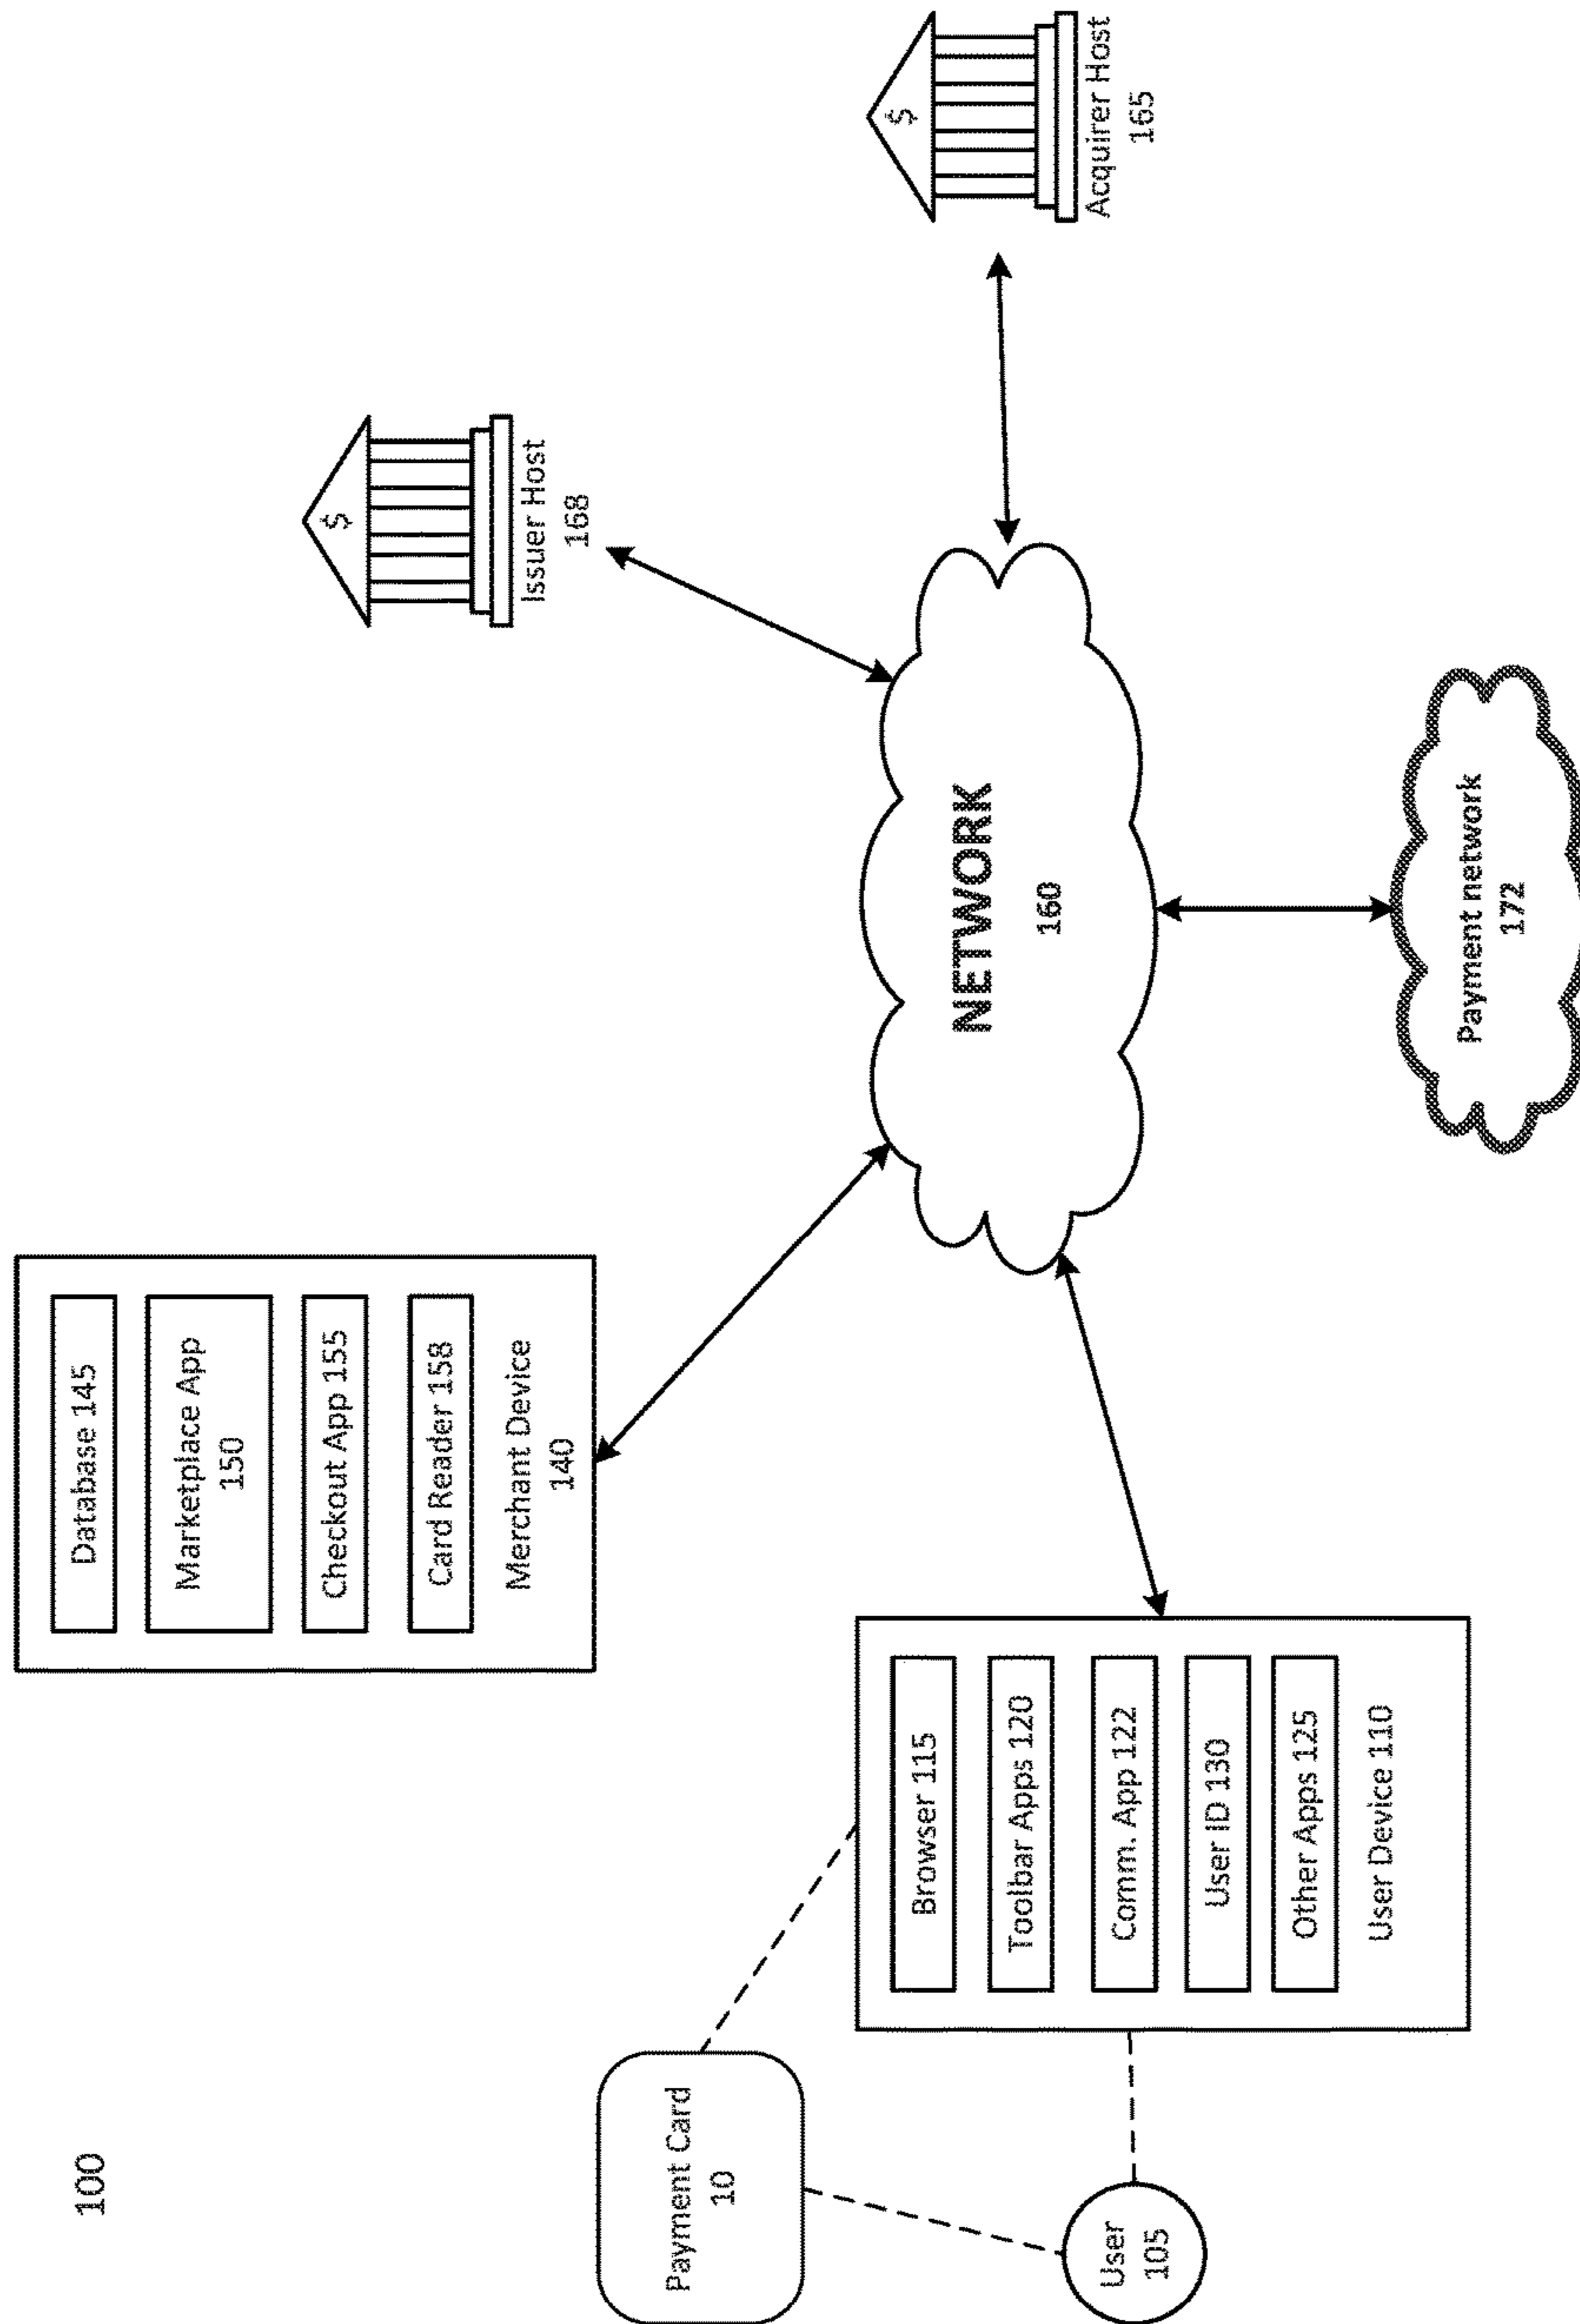 100
Payment Card
10
User
105
Browser 115
Toolbar Apps 120
Comm. App 122
User ID 130
Other Apps 125
User Device 110
Database 145
Marketplace App
150
Checkout App 155
Card Reader 158
Merchant Device
140
NETWORK
160
Payment network
172
$
Issuer Host
168
$
Acquirer Host
165